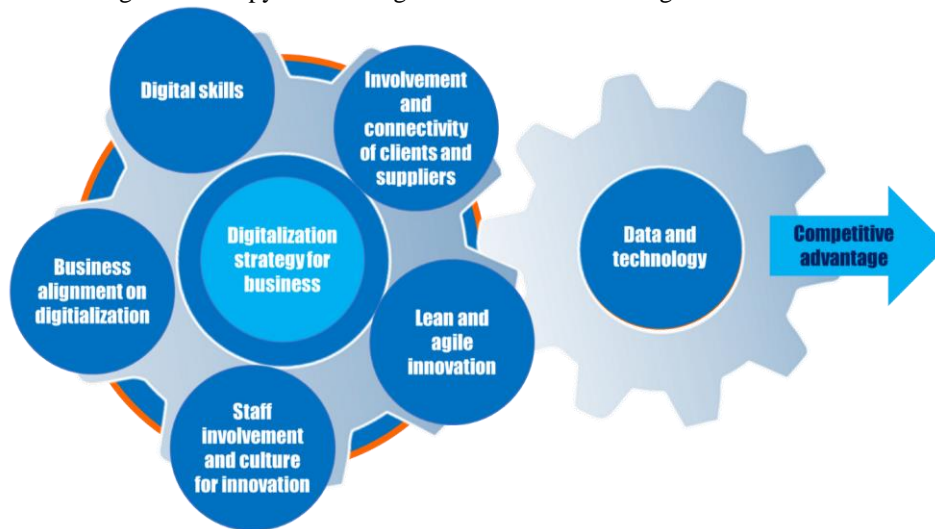 Digital skills
Involvement
and
connectivity
of clients and
suppliers
Digitalization
strategy for
business
Data and
technology
Competitive
advantage
Business
alignment on
digitialization
Lean and
agile
innovation
Staff
involvement
and culture
for innovation